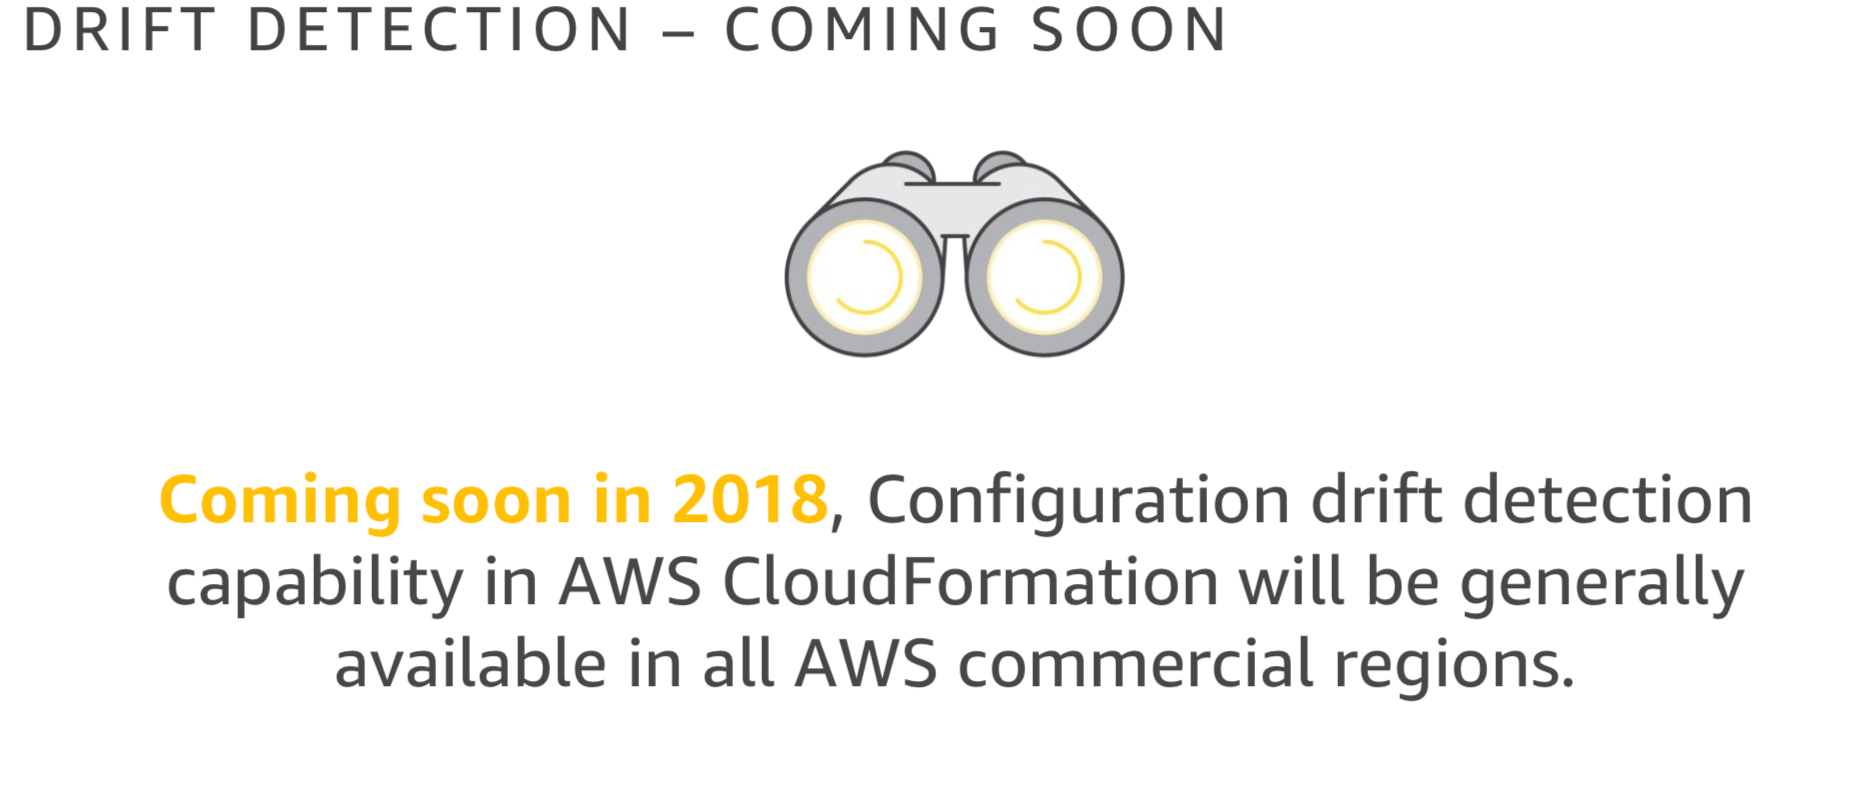 DRIFT DETECTION – COMING SOON
Coming soon in 2018, Configuration drift detection
capability in AWS CloudFormation will be generally
available in all AWS commercial regions.